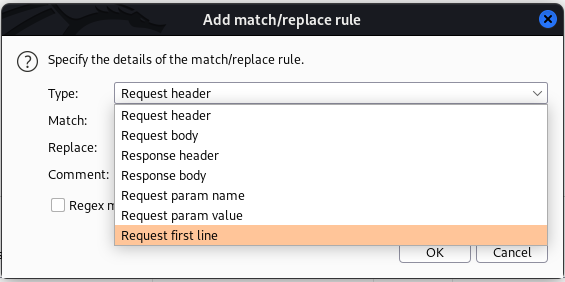 Add match/replace rule
Specify the details of the match/replace rule.
Type: Request header
Match:
Replace:
Comment:
Regex m
Request header
Request body
Response header
Response body
Request param name
Request param value
Request first line
OK Cancel